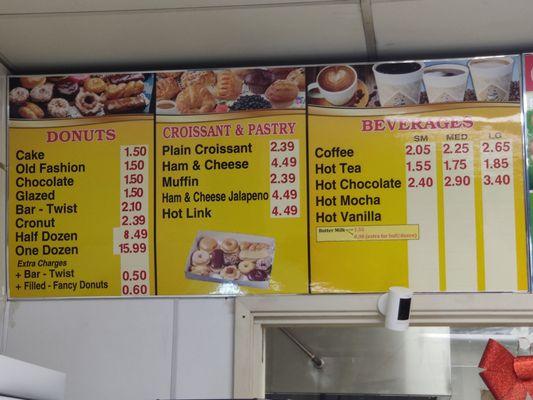 DONUTS
Cake 1.50
Old Fashion 1.50
Chocolate 1.50
Glazed 1.50
Bar - Twist 2.10
Cronut 2.39
Half Dozen 8.49
One Dozen 15.99
Extra Charges
+ Bar - Twist 0.50
+ Filled - Fancy Donuts 0.60
CROISSANT & PASTRY
Plain Croissant 2.39
Ham & Cheese 4.49
Muffin 2.39
Ham & Cheese Jalapeno 4.49
Hot Link 4.49
BEVERAGES
SM MED. LG
Coffee 2.05 2.25 2.65
Hot Tea 1.55 1.75 1.85
Hot Chocolate 2.40 2.90 3.40
Hot Mocha
Hot Vanilla
Butter Milk
(extra for half/dozen)